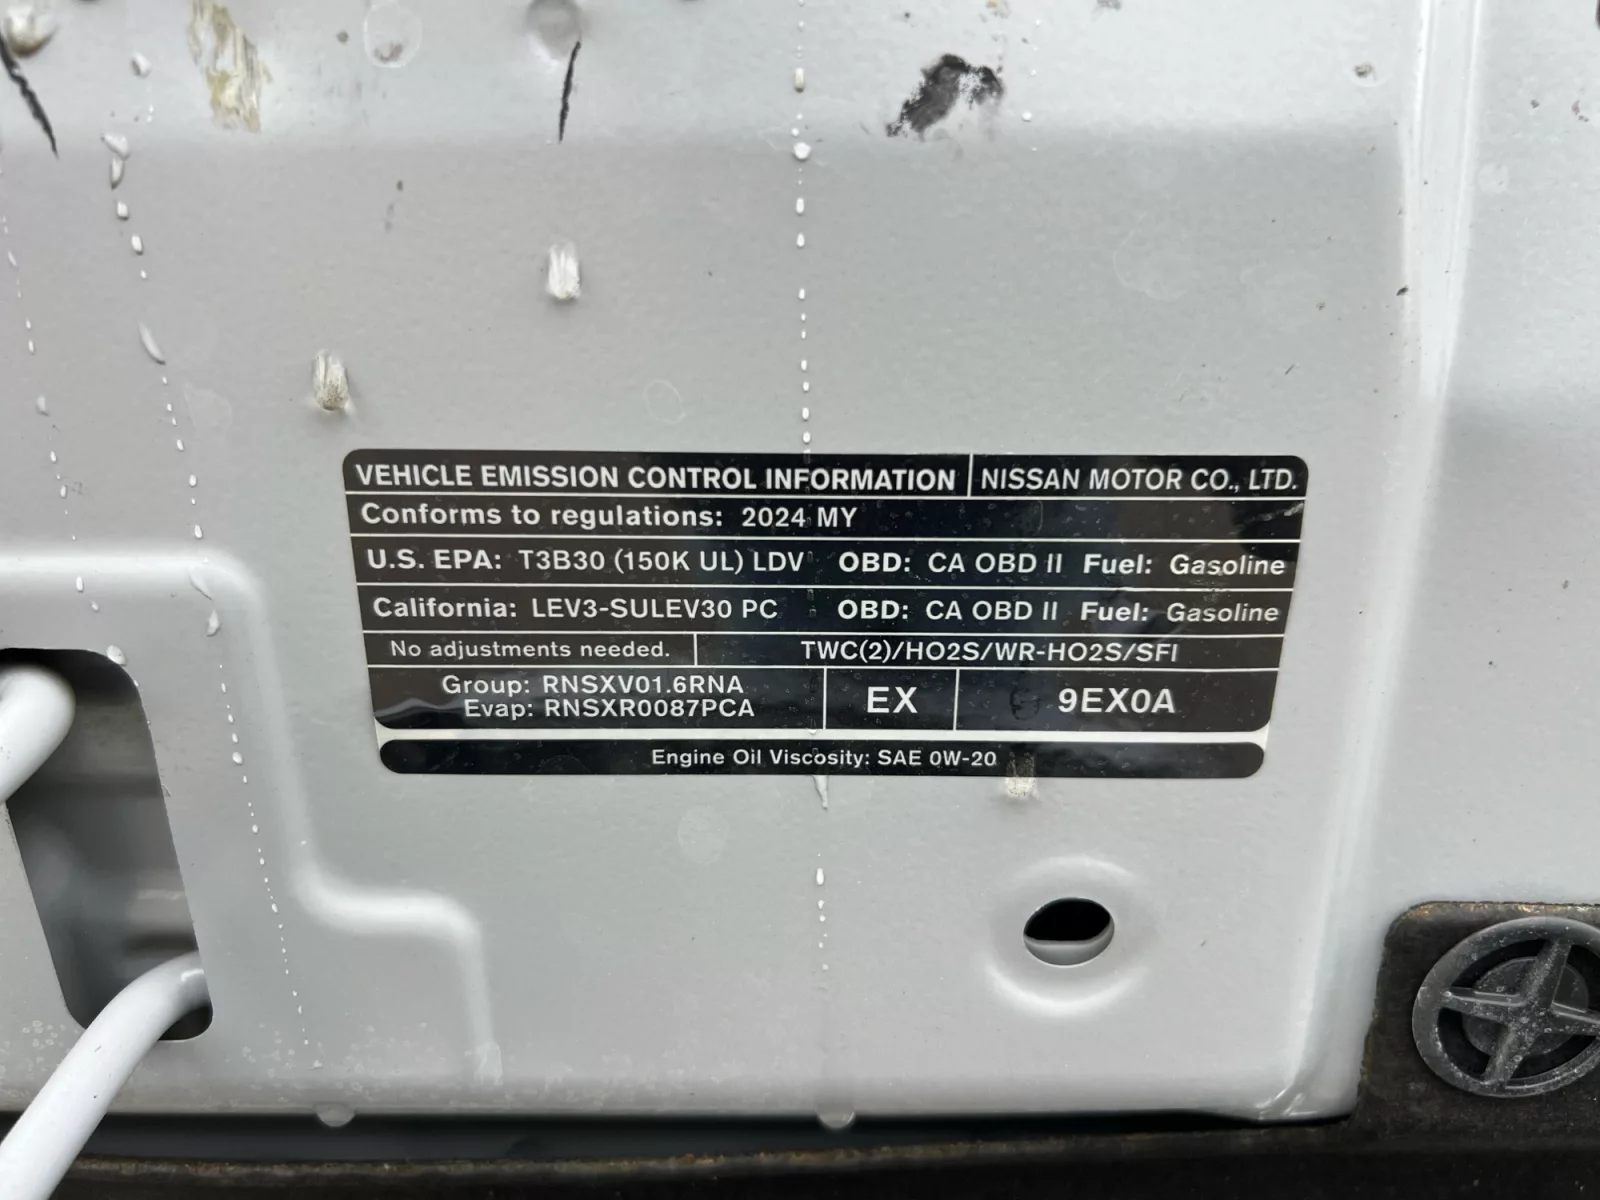 VEHICLE EMISSION CONTROL INFORMATION NISSAN MOTOR CO., LTD.
Conforms to regulations: 2024 MY
U.S. EPA: T3B30 (150K UL) LDV OBD: CA OBD II Fuel: Gasoline
California: LEV3-SULEV30 PC OBD: CA OBD II Fuel: Gasoline
No adjustments needed. TWC(2)/HO2S/WR-HO2S/SFI
Group: RNSXV01.6RNA
Evap: RNSXR0087PCA
EX 9EX0A
Engine Oil Viscosity: SAE 0W-20